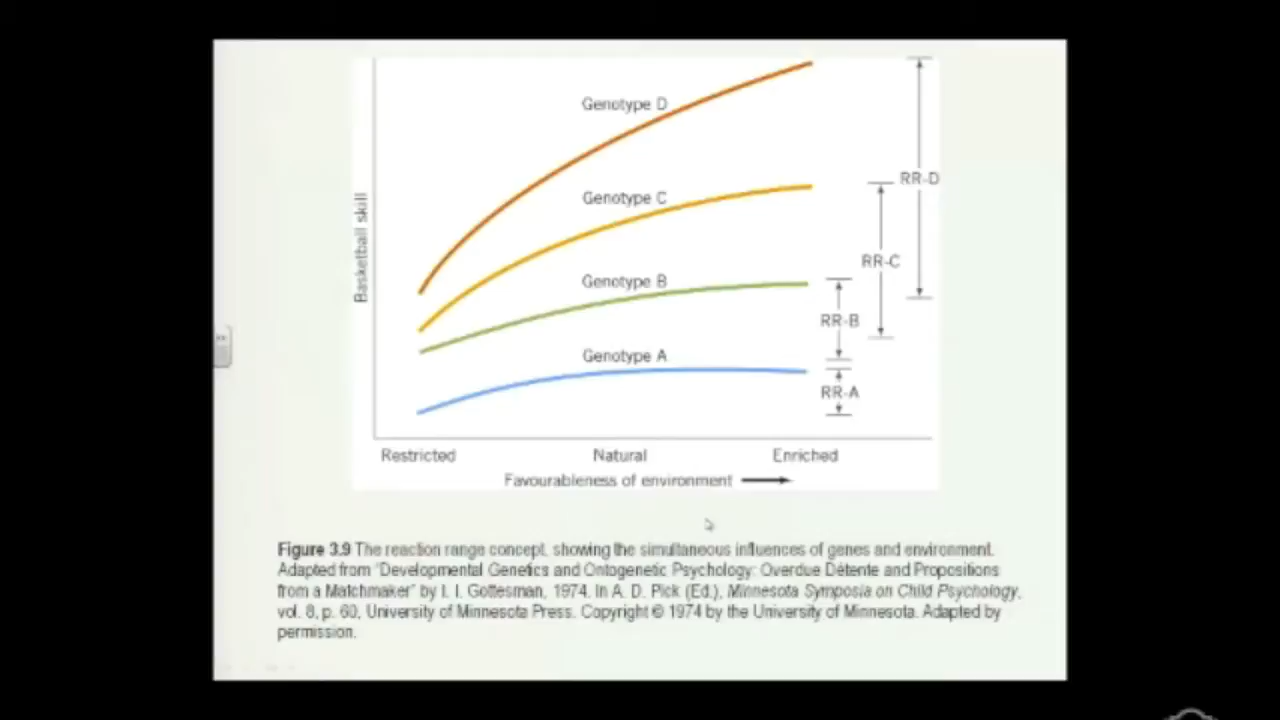 Genotype D
RR-D
Genotype C
Basketball skill
RR-C
Genotype B
RR-B
Genotype A
RR-A
Restricted Natural Enriched
Favourableness of environment
Figure 3.9 The reaction range concept, showing the simultaneous influences of genes and environment.
Adapted from "Developmental Genetics and Ontogenetic Psychology: Overdue Détente and Propositions
from a Matchmaker" by I. I. Gottesman, 1974. In A. D. Pick (Ed.), Minnesota Symposia on Child Psychology,
vol. 8, p. 60, University of Minnesota Press. Copyright © 1974 by the University of Minnesota. Adapted by
permission.